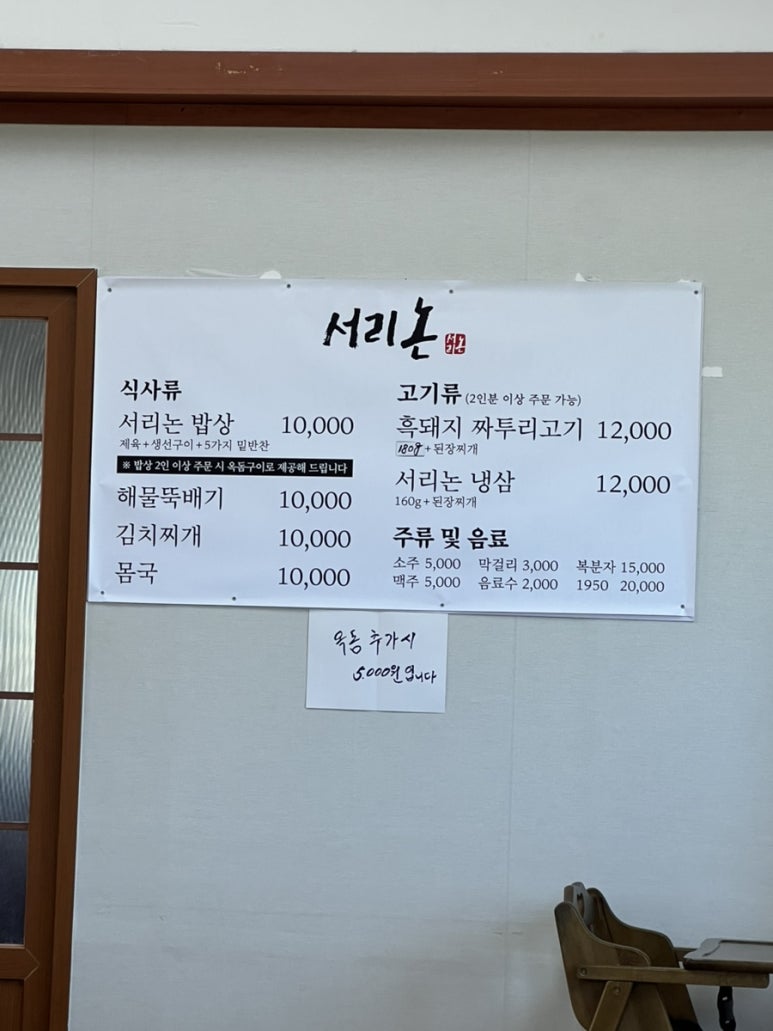 서리논
서리논
식사류
서리논 밥상 10,000
제육+생선구이+5가지 밑반찬
※ 밥상 2인 이상 주문 시 옥돔구이로 제공해 드립니다
해물뚝배기 10,000
김치찌개 10,000
몸국 10,000
고기류 (2인분 이상 주문 가능)
흑돼지 짜투리고기 12,000
180g+된장찌개
서리논 냉삼 12,000
160g+된장찌개
주류 및 음료
소주 5,000 막걸리 3,000 복분자 15,000
맥주 5,000 음료수 2,000 1950 20,000
옥돔 추가시
5.000원 입니다